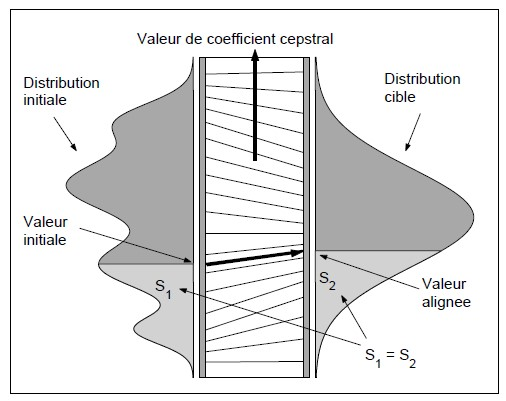 Valeur de coefficient cepstral
Distribution
initiale
Distribution
cible
Valeur
initiale
S1
S2
Valeur
alignee
S1 = S2